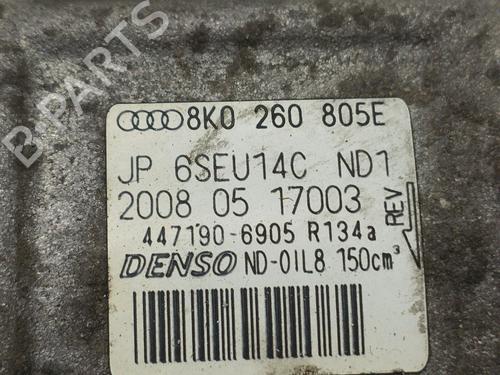 B-PARTS
8K0 260 805E
JP 6SEU14C ND1
2008 05 17003
REV
447190-6905 R134a
DENSO ND-OIL8 150cm³